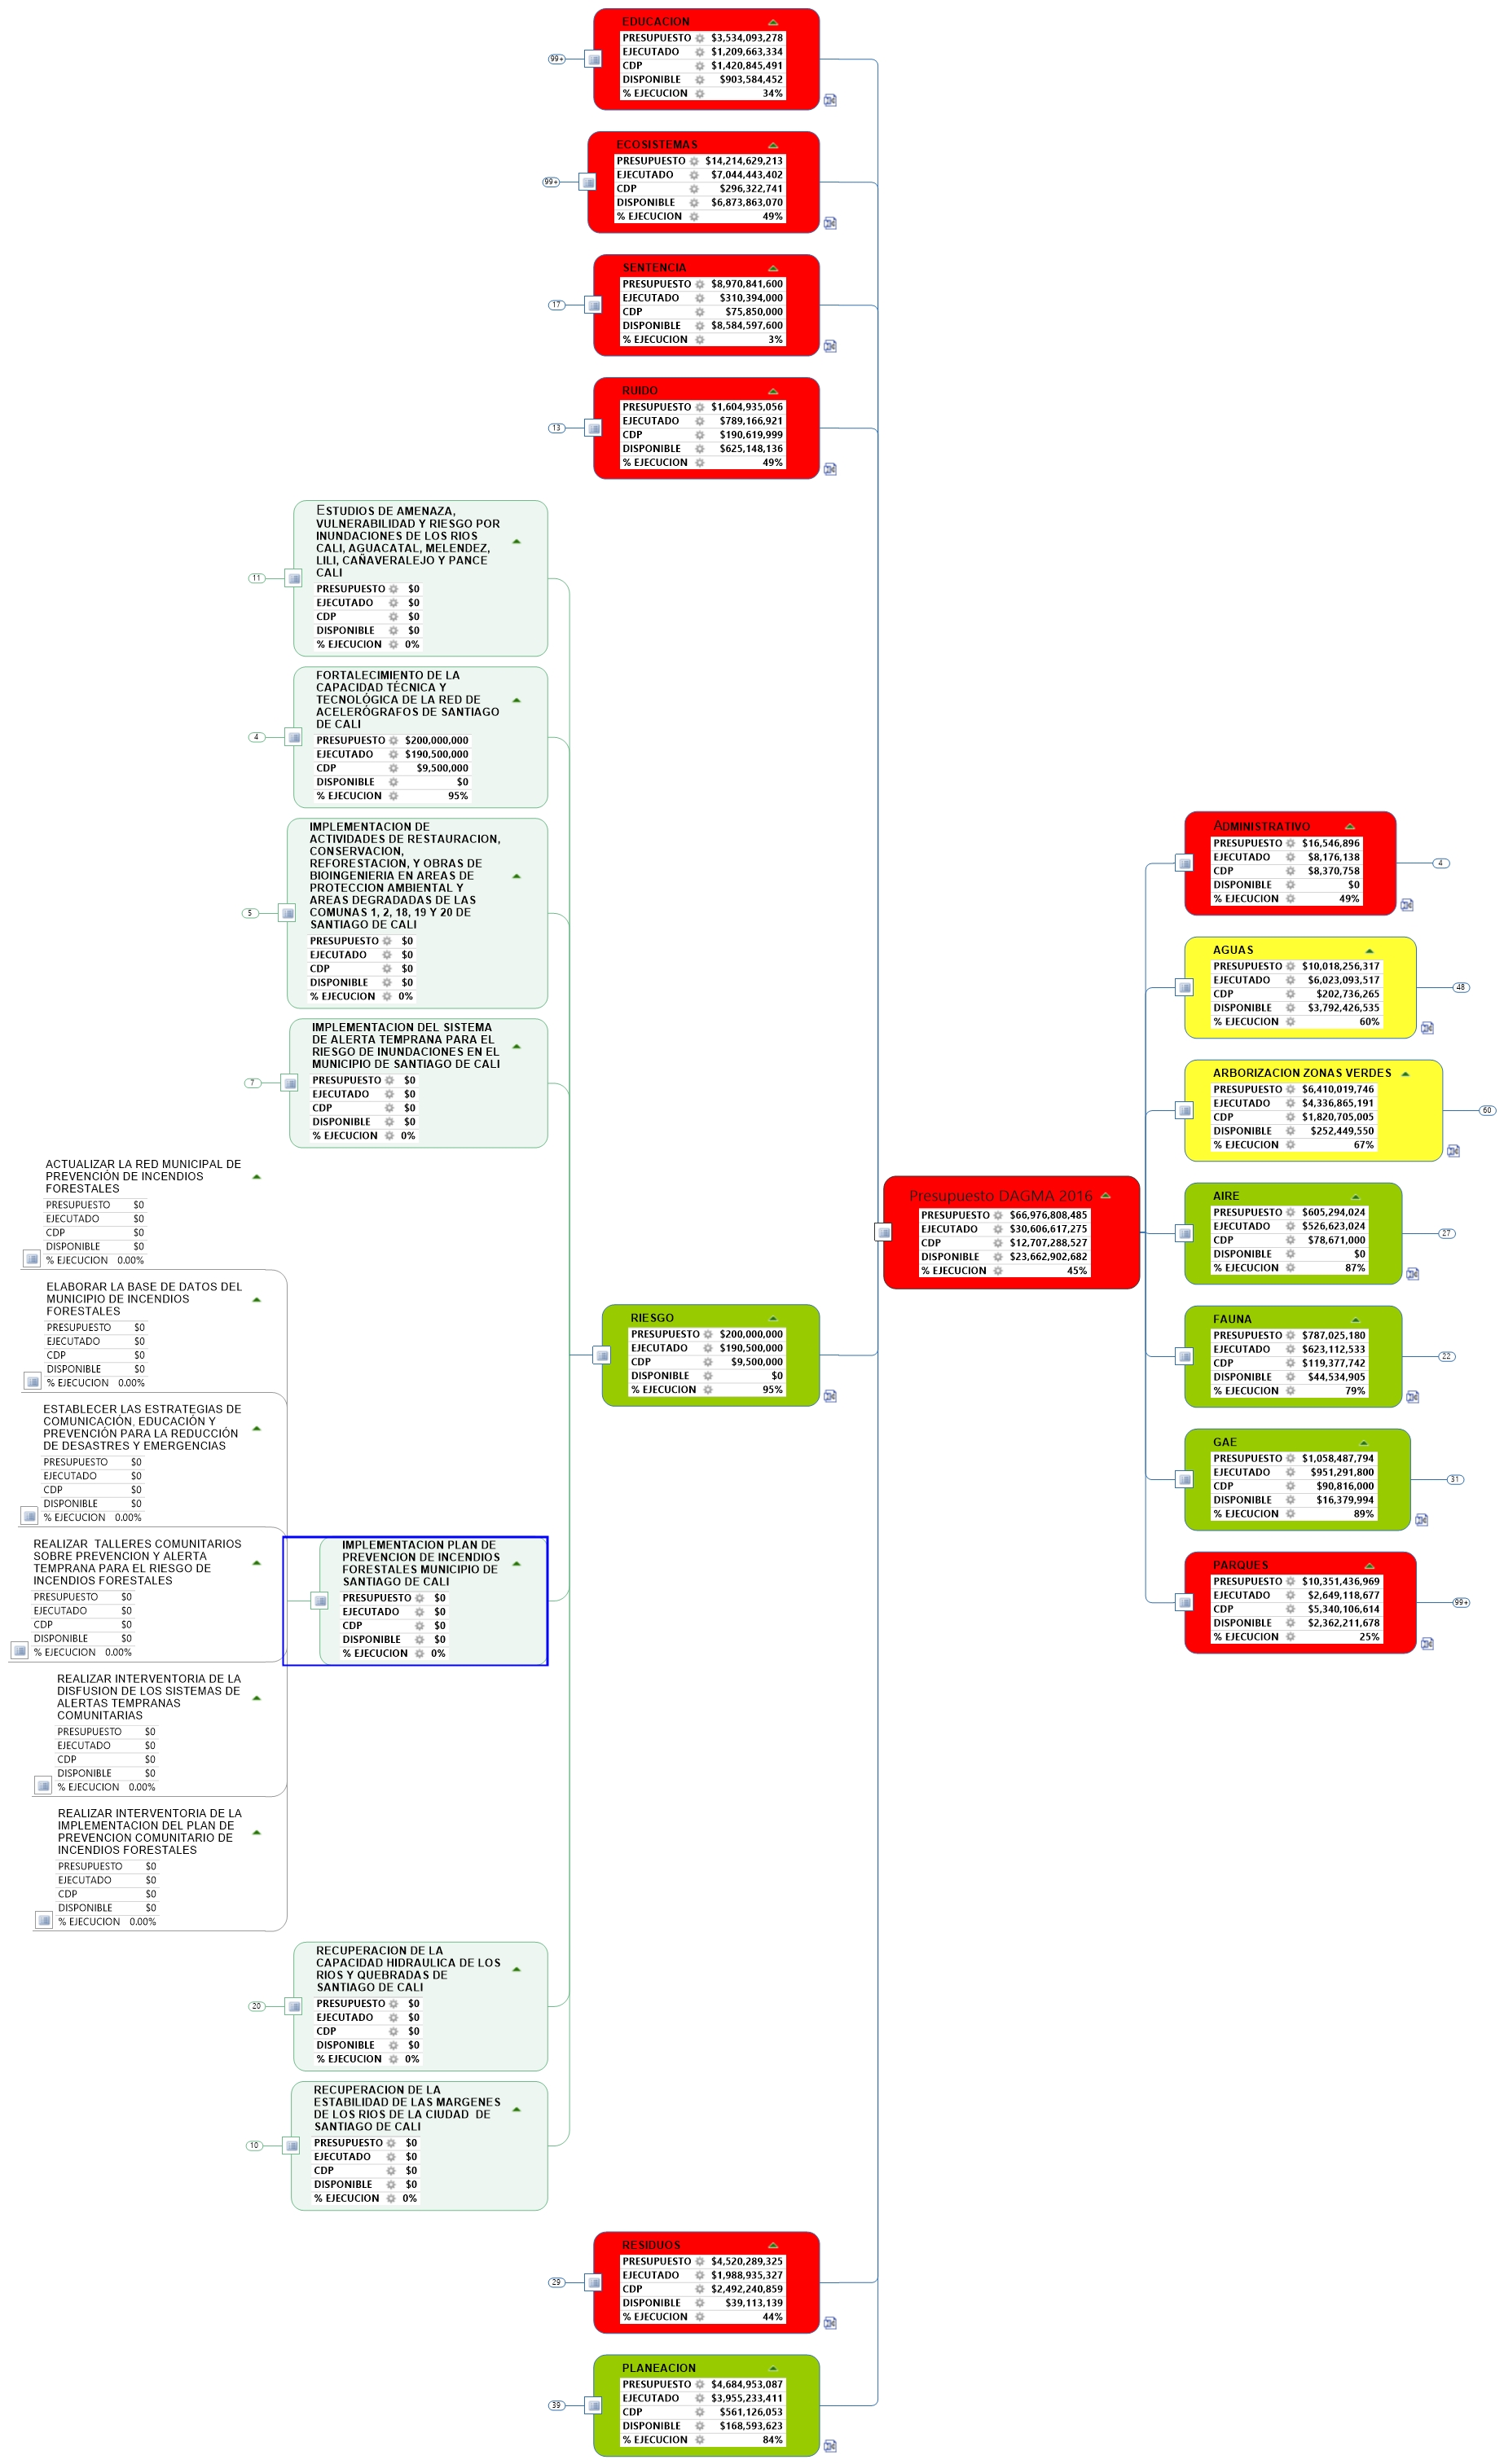 EDUCACION
PRESUPUESTO $3,534,093,278
EJECUTADO $1,209,663,334
CDP $1,420,845,491
DISPONIBLE $903,584,452
% EJECUCION 34%
99+
ECOSISTEMAS
PRESUPUESTO $14,214,629,213
EJECUTADO $7,044,443,402
CDP $296,322,741
DISPONIBLE $6,873,863,070
% EJECUCION 49%
99+
SENTENCIA
PRESUPUESTO $8,970,841,600
EJECUTADO $310,394,000
CDP $75,850,000
DISPONIBLE $8,584,597,600
% EJECUCION 3%
17
RUIDO
PRESUPUESTO $1,604,935,056
EJECUTADO $789,166,921
CDP $190,619,999
DISPONIBLE $625,148,136
% EJECUCION 49%
13
ESTUDIOS DE AMENAZA,
VULNERABILIDAD Y RIESGO POR
INUNDACIONES DE LOS RIOS
CALI, AGUACATAL, MELENDEZ,
LILI, CAÑAVERALEJO Y PANCE
CALI
PRESUPUESTO $0
EJECUTADO $0
CDP $0
DISPONIBLE $0
% EJECUCION 0%
11
FORTALECIMIENTO DE LA
CAPACIDAD TÉCNICA Y
TECNOLÓGICA DE LA RED DE
ACELERÓGRAFOS DE SANTIAGO
DE CALI
PRESUPUESTO $200,000,000
EJECUTADO $190,500,000
CDP $9,500,000
DISPONIBLE $0
% EJECUCION 95%
4
IMPLEMENTACION DE
ACTIVIDADES DE RESTAURACION,
CONSERVACION,
REFORESTACION, Y OBRAS DE
BIOINGENIERIA EN AREAS DE
PROTECCION AMBIENTAL Y
AREAS DEGRADADAS DE LAS
COMUNAS 1, 2, 18, 19 Y 20 DE
SANTIAGO DE CALI
PRESUPUESTO $0
EJECUTADO $0
CDP $0
DISPONIBLE $0
% EJECUCION 0%
5
IMPLEMENTACION DEL SISTEMA
DE ALERTA TEMPRANA PARA EL
RIESGO DE INUNDACIONES EN EL
MUNICIPIO DE SANTIAGO DE CALI
PRESUPUESTO $0
EJECUTADO $0
CDP $0
DISPONIBLE $0
% EJECUCION 0%
7
ACTUALIZAR LA RED MUNICIPAL DE
PREVENCIÓN DE INCENDIOS
FORESTALES
PRESUPUESTO $0
EJECUTADO $0
CDP $0
DISPONIBLE $0
% EJECUCION 0.00%
ELABORAR LA BASE DE DATOS DEL
MUNICIPIO DE INCENDIOS
FORESTALES
PRESUPUESTO $0
EJECUTADO $0
CDP $0
DISPONIBLE $0
% EJECUCION 0.00%
ESTABLECER LAS ESTRATEGIAS DE
COMUNICACIÓN, EDUCACIÓN Y
PREVENCIÓN PARA LA REDUCCIÓN
DE DESASTRES Y EMERGENCIAS
PRESUPUESTO $0
EJECUTADO $0
CDP $0
DISPONIBLE $0
% EJECUCION 0.00%
REALIZAR TALLERES COMUNITARIOS
SOBRE PREVENCION Y ALERTA
TEMPRANA PARA EL RIESGO DE
INCENDIOS FORESTALES
PRESUPUESTO $0
EJECUTADO $0
CDP $0
DISPONIBLE $0
% EJECUCION 0.00%
REALIZAR INTERVENTORIA DE LA
DISFUSION DE LOS SISTEMAS DE
ALERTAS TEMPRANAS
COMUNITARIAS
PRESUPUESTO $0
EJECUTADO $0
CDP $0
DISPONIBLE $0
% EJECUCION 0.00%
REALIZAR INTERVENTORIA DE LA
IMPLEMENTACION DEL PLAN DE
PREVENCION COMUNITARIO DE
INCENDIOS FORESTALES
PRESUPUESTO $0
EJECUTADO $0
CDP $0
DISPONIBLE $0
% EJECUCION 0.00%
IMPLEMENTACION PLAN DE
PREVENCION DE INCENDIOS
FORESTALES MUNICIPIO DE
SANTIAGO DE CALI
PRESUPUESTO $0
EJECUTADO $0
CDP $0
DISPONIBLE $0
% EJECUCION 0%
RECUPERACION DE LA
CAPACIDAD HIDRAULICA DE LOS
RIOS Y QUEBRADAS DE
SANTIAGO DE CALI
PRESUPUESTO $0
EJECUTADO $0
CDP $0
DISPONIBLE $0
% EJECUCION 0%
20
RECUPERACION DE LA
ESTABILIDAD DE LAS MARGENES
DE LOS RIOS DE LA CIUDAD DE
SANTIAGO DE CALI
PRESUPUESTO $0
EJECUTADO $0
CDP $0
DISPONIBLE $0
% EJECUCION 0%
10
RIESGO
PRESUPUESTO $200,000,000
EJECUTADO $190,500,000
CDP $9,500,000
DISPONIBLE $0
% EJECUCION 95%
RESIDUOS
PRESUPUESTO $4,520,289,325
EJECUTADO $1,988,935,327
CDP $2,492,240,859
DISPONIBLE $39,113,139
% EJECUCION 44%
29
PLANEACION
PRESUPUESTO $4,684,953,087
EJECUTADO $3,955,233,411
CDP $561,126,053
DISPONIBLE $168,593,623
% EJECUCION 84%
39
Presupuesto DAGMA 2016
PRESUPUESTO $66,976,808,485
EJECUTADO $30,606,617,275
CDP $12,707,288,527
DISPONIBLE $23,662,902,682
% EJECUCION 45%
ADMINISTRATIVO
PRESUPUESTO $16,546,896
EJECUTADO $8,176,138
CDP $8,370,758
DISPONIBLE $0
% EJECUCION 49%
4
AGUAS
PRESUPUESTO $10,018,256,317
EJECUTADO $6,023,093,517
CDP $202,736,265
DISPONIBLE $3,792,426,535
% EJECUCION 60%
48
ARBORIZACION ZONAS VERDES
PRESUPUESTO $6,410,019,746
EJECUTADO $4,336,865,191
CDP $1,820,705,005
DISPONIBLE $252,449,550
% EJECUCION 67%
60
AIRE
PRESUPUESTO $605,294,024
EJECUTADO $526,623,024
CDP $78,671,000
DISPONIBLE $0
% EJECUCION 87%
27
FAUNA
PRESUPUESTO $787,025,180
EJECUTADO $623,112,533
CDP $119,377,742
DISPONIBLE $44,534,905
% EJECUCION 79%
22
GAE
PRESUPUESTO $1,058,487,794
EJECUTADO $951,291,800
CDP $90,816,000
DISPONIBLE $16,379,994
% EJECUCION 89%
31
PARQUES
PRESUPUESTO $10,351,436,969
EJECUTADO $2,649,118,677
CDP $5,340,106,614
DISPONIBLE $2,362,211,678
% EJECUCION 25%
99+